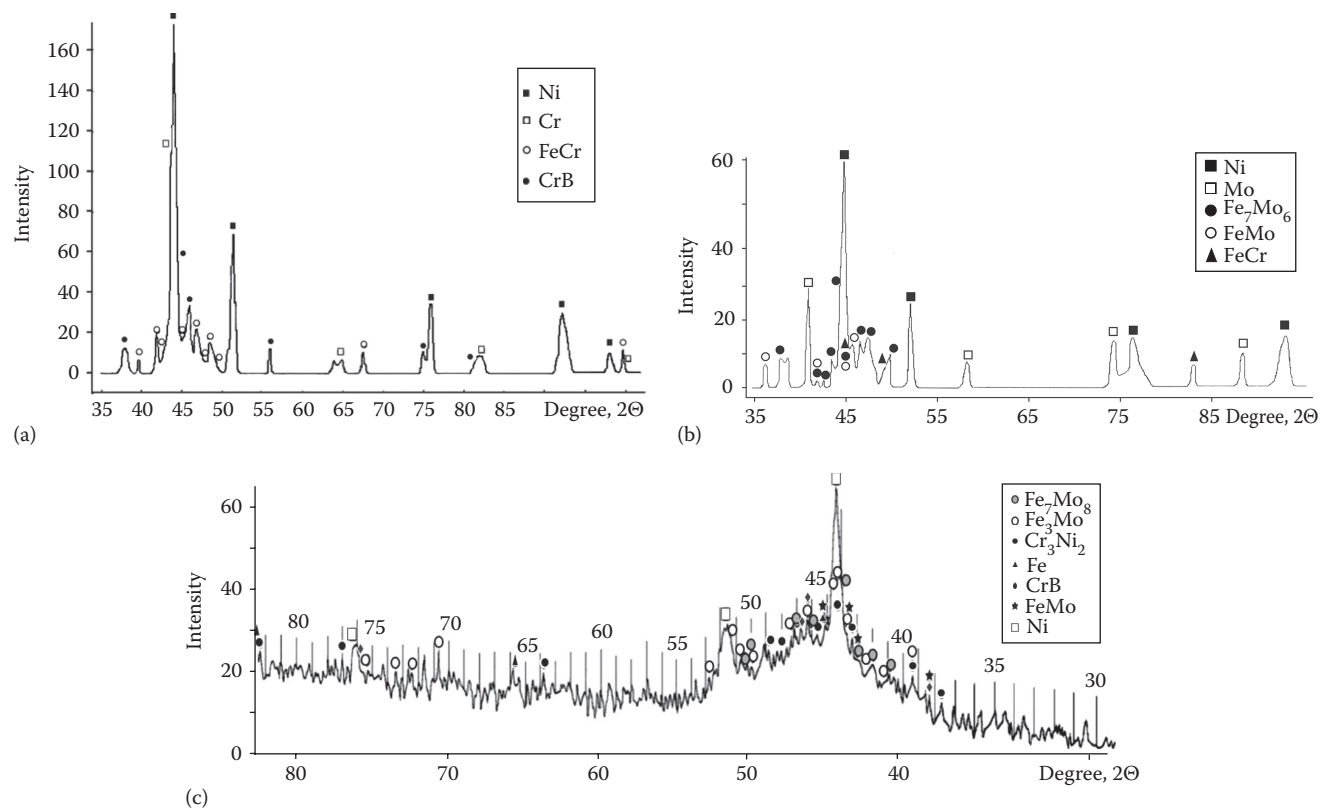 160
140
120
100
80
60
40
20
0
Intensity
Ni
Cr
FeCr
CrB
35 40 45 50 55 60 65 70 75 80 85 Degree, 2Θ
(a)
60
40
20
0
Intensity
Ni
Mo
Fe7Mo6
FeMo
FeCr
35 45 55 65 75 85 Degree, 2Θ
(b)
60
40
20
0
Intensity
Fe7Mo8
Fe3Mo
Cr3Ni2
Fe
CrB
FeMo
Ni
80 75 70 65 60 55 50 45 40 35 30
80 70 60 50 40 Degree, 2Θ
(c)